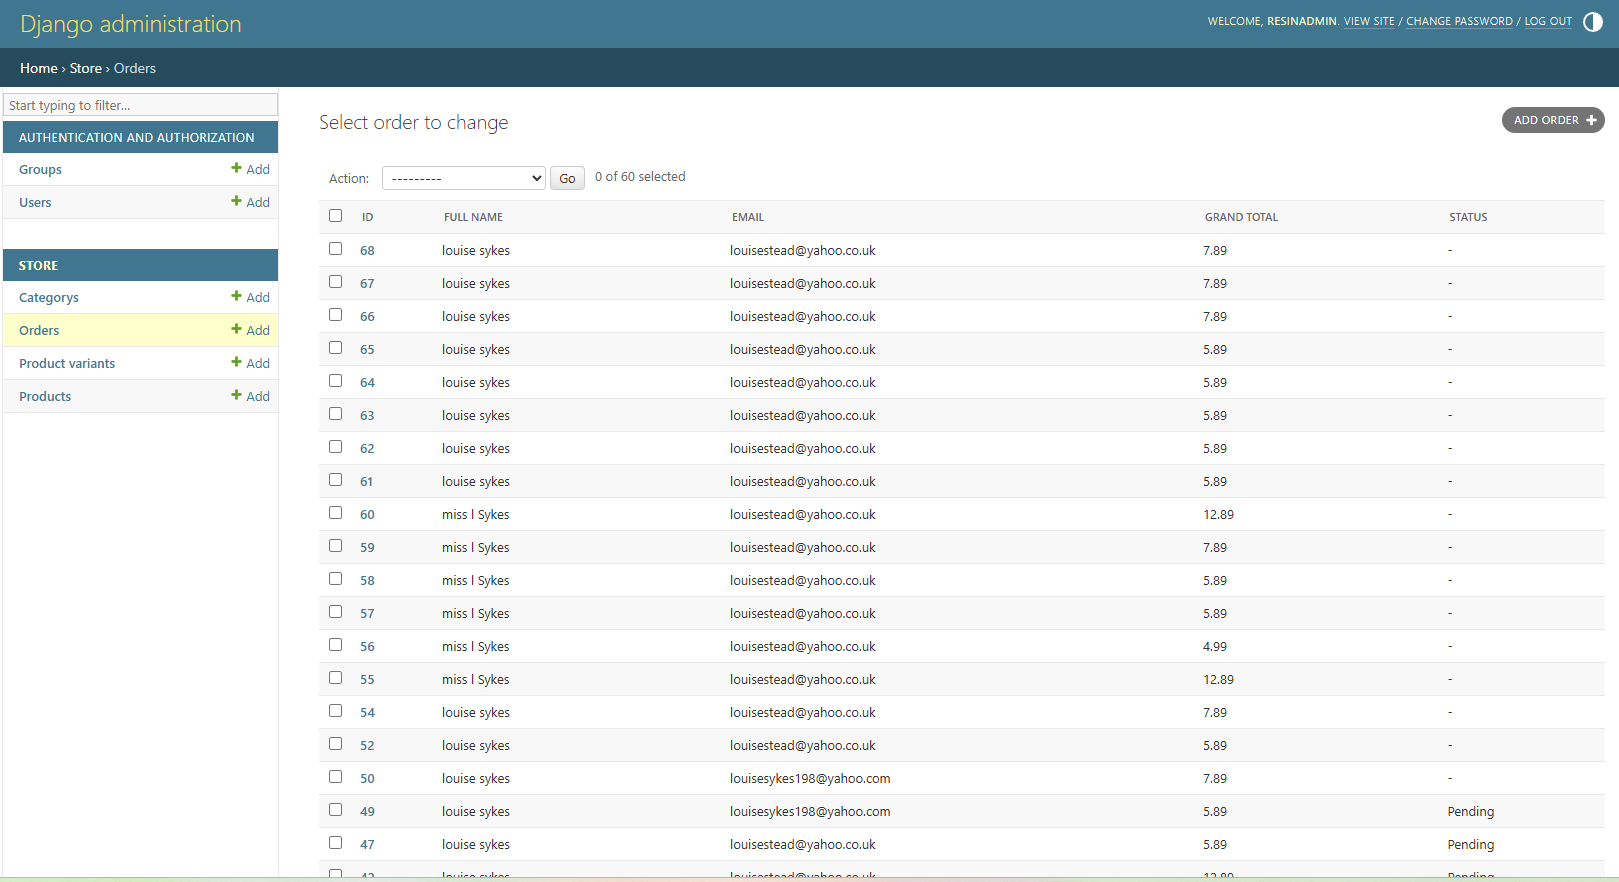 Django administration
WELCOME, RESINADMIN. VIEW SITE / CHANGE PASSWORD / LOG OUT
Home › Store › Orders
Start typing to filter...
AUTHENTICATION AND AUTHORIZATION
Groups + Add
Users + Add
STORE
Categorys + Add
Orders + Add
Product variants + Add
Products + Add
Select order to change
ADD ORDER +
Action: --------- Go 0 of 60 selected
ID FULL NAME EMAIL GRAND TOTAL STATUS
68 louise sykes louisestead@yahoo.co.uk 7.89 -
67 louise sykes louisestead@yahoo.co.uk 7.89 -
66 louise sykes louisestead@yahoo.co.uk 7.89 -
65 louise sykes louisestead@yahoo.co.uk 5.89 -
64 louise sykes louisestead@yahoo.co.uk 5.89 -
63 louise sykes louisestead@yahoo.co.uk 5.89 -
62 louise sykes louisestead@yahoo.co.uk 5.89 -
61 louise sykes louisestead@yahoo.co.uk 5.89 -
60 miss l Sykes louisestead@yahoo.co.uk 12.89 -
59 miss l Sykes louisestead@yahoo.co.uk 7.89 -
58 miss l Sykes louisestead@yahoo.co.uk 5.89 -
57 miss l Sykes louisestead@yahoo.co.uk 5.89 -
56 miss l Sykes louisestead@yahoo.co.uk 4.99 -
55 miss l Sykes louisestead@yahoo.co.uk 12.89 -
54 louise sykes louisestead@yahoo.co.uk 7.89 -
52 louise sykes louisestead@yahoo.co.uk 5.89 -
50 louise sykes louisesykes198@yahoo.com 7.89 -
49 louise sykes louisesykes198@yahoo.com 5.89 Pending
47 louise sykes louisestead@yahoo.co.uk 5.89 Pending
louise sykes louisestead@yahoo.co.uk 12.89 Pending